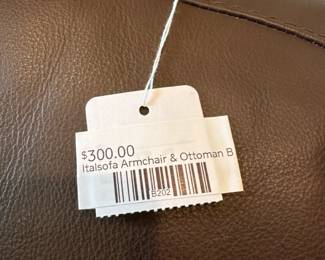 $300.00
Italsofa Armchair & Ottoman B
B202